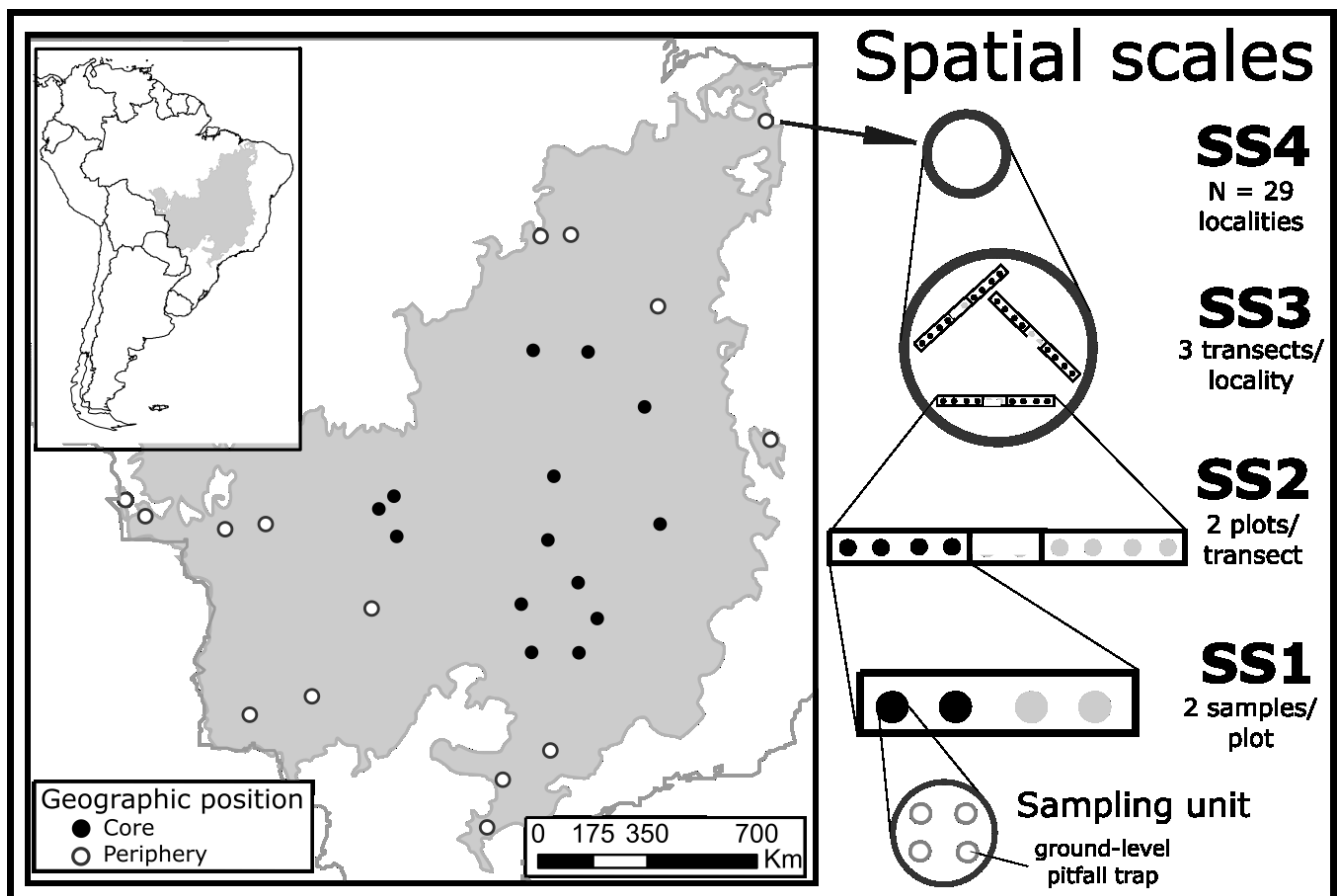 Spatial scales
SS4
N = 29
localities
SS3
3 transects/
locality
SS2
2 plots/
transect
SS1
2 samples/
plot
Sampling unit
ground-level
pitfall trap
Geographic position
Core
Periphery
0 175 350 700
Km